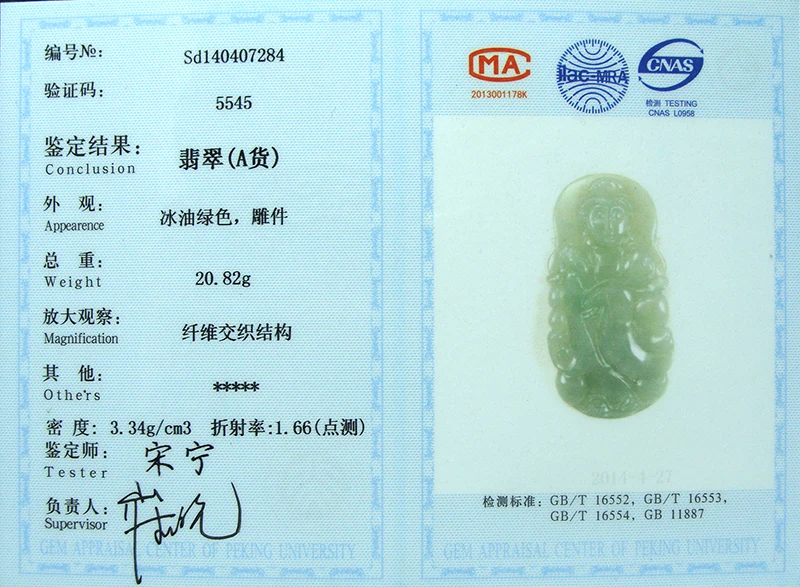 编号№: Sd140407284
验证码: 5545
鉴定结果: 翡翠(A货)
Conclusion
外 观: 冰油绿色，雕件
Appearence
总 重: 20.82g
Weight
放大观察: 纤维交织结构
Magnification
其 他: *****
Others
密 度: 3.34g/cm3 折射率:1.66(点测)
鉴定师: 宋宁
Tester
负责人:
Supervisor
GEM APPRAISAL CENTER OF PEKING UNIVERSITY
MA
2013001178K
ilac-MRA
CNAS
检测 TESTING
CNAS L0958
2014-4-27
检测标准: GB/T 16552, GB/T 16553,
GB/T 16554, GB 11887
GEM APPRAISAL CENTER OF PEKING UNIVERSITY